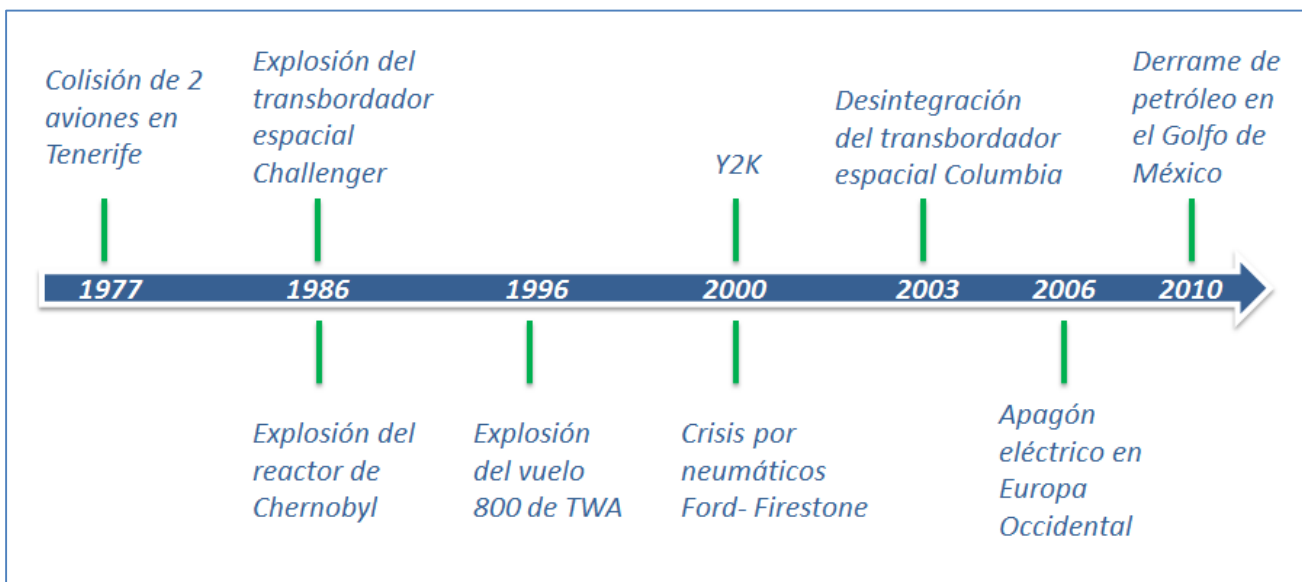 Colisión de 2
aviones en
Tenerife
Explosión del
transbordador
espacial
Challenger
Y2K
Desintegración
del transbordador
espacial Columbia
Derrame de
petróleo en
el Golfo de
México
1977
1986
1996
2000
2003
2006
2010
Explosión del
reactor de
Chernobyl
Explosión
del vuelo
800 de TWA
Crisis por
neumáticos
Ford- Firestone
Apagón
eléctrico en
Europa
Occidental